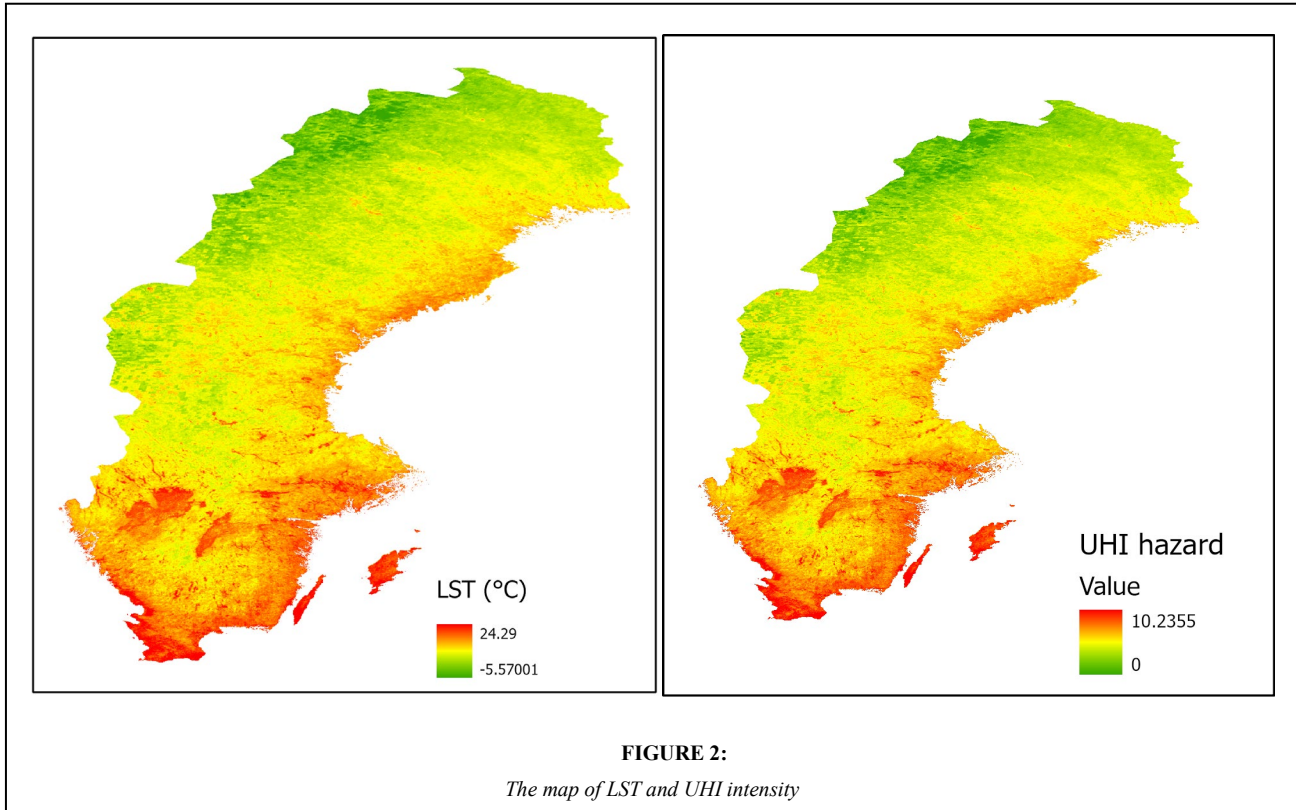 LST (°C)
24.29
-5.57001
UHI hazard
Value
10.2355
0
FIGURE 2:
The map of LST and UHI intensity